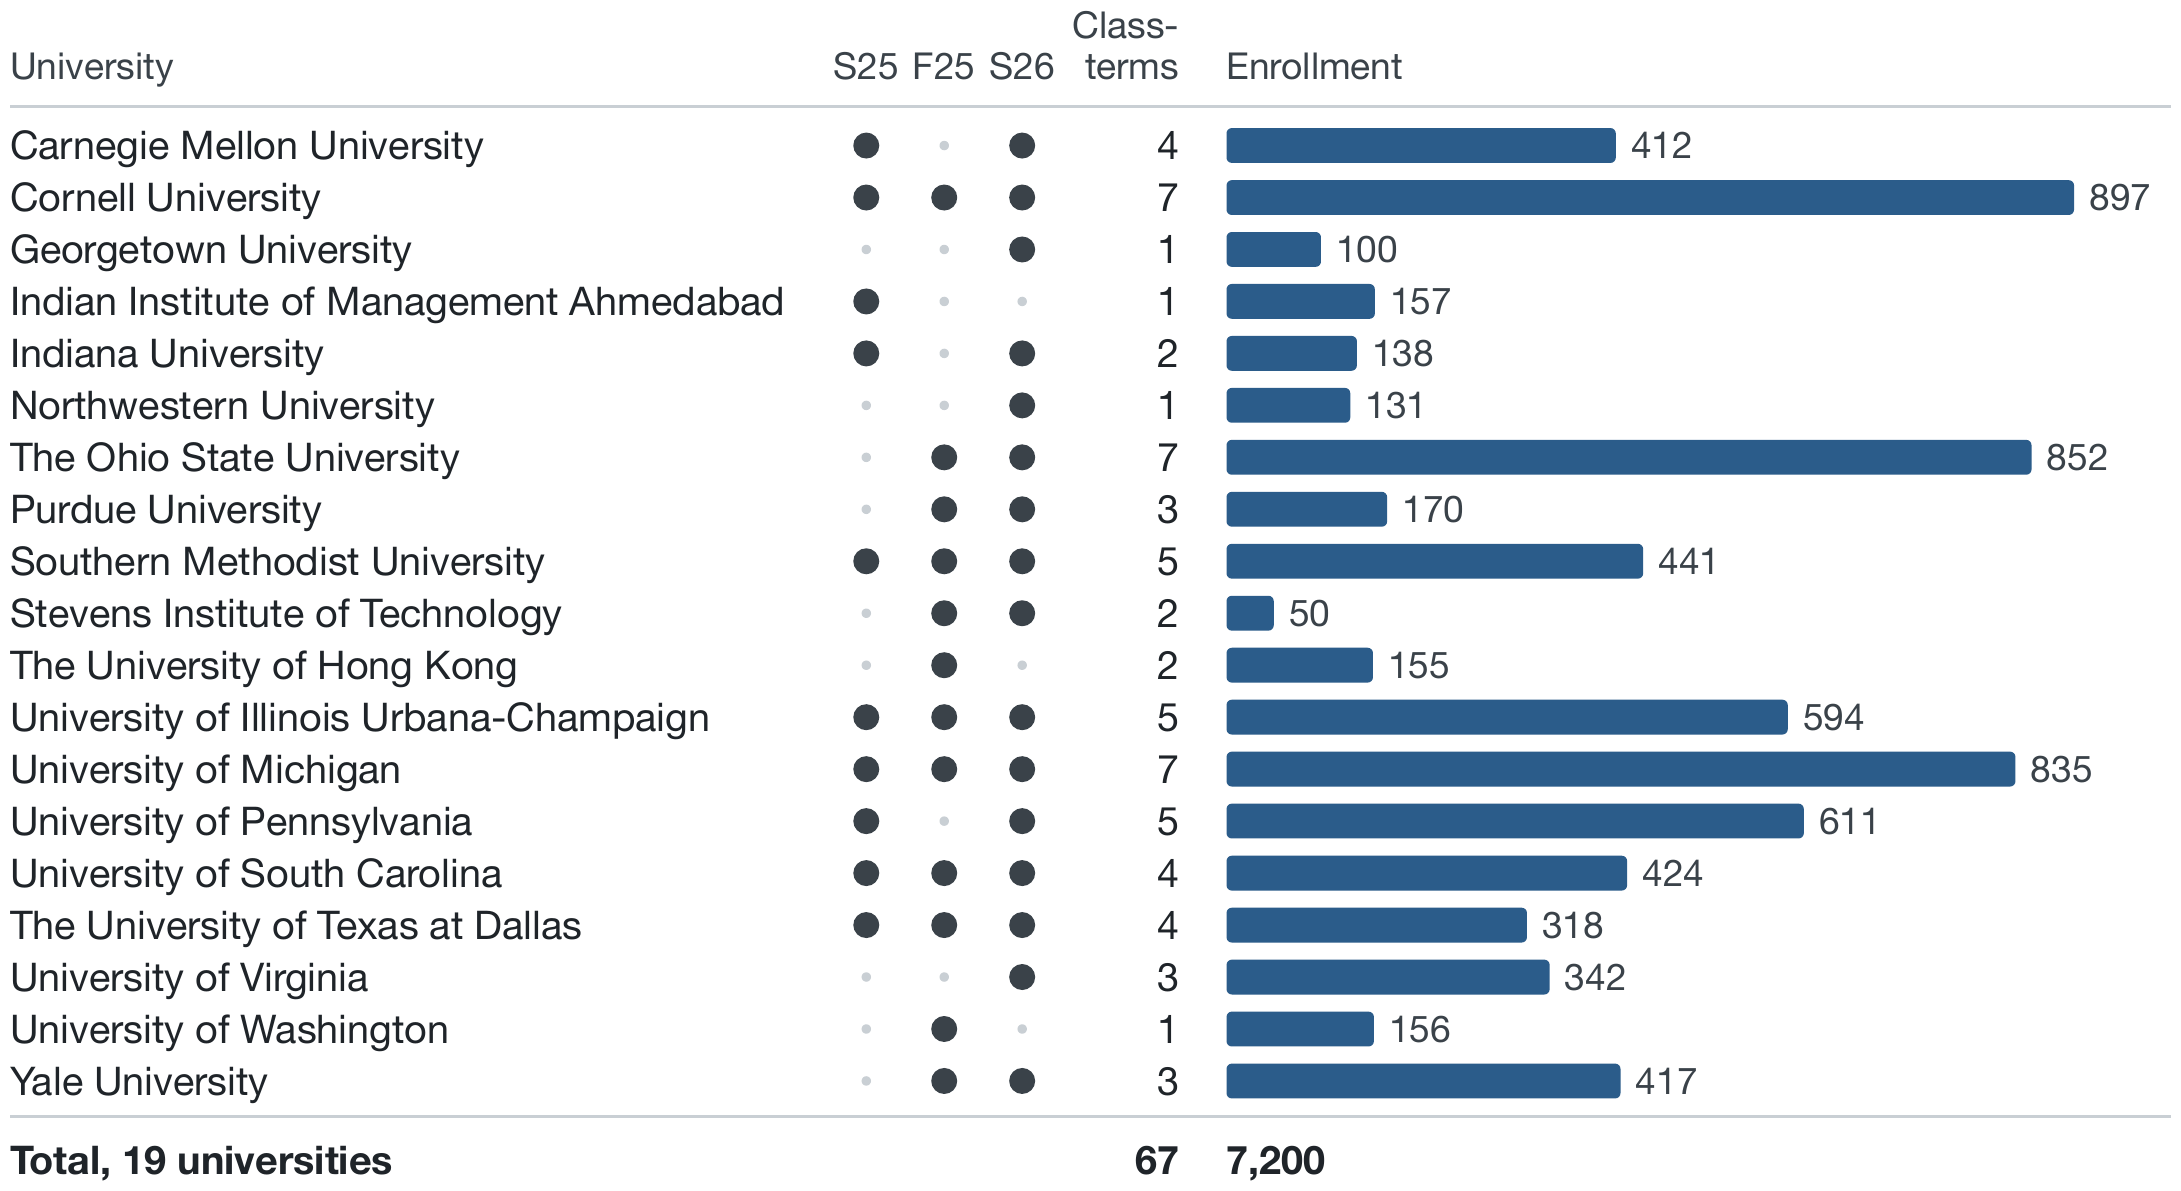 University S25 F25 S26 Class-terms Enrollment
Carnegie Mellon University 4 412
Cornell University 7 897
Georgetown University 1 100
Indian Institute of Management Ahmedabad 1 157
Indiana University 2 138
Northwestern University 1 131
The Ohio State University 7 852
Purdue University 3 170
Southern Methodist University 5 441
Stevens Institute of Technology 2 50
The University of Hong Kong 2 155
University of Illinois Urbana-Champaign 5 594
University of Michigan 7 835
University of Pennsylvania 5 611
University of South Carolina 4 424
The University of Texas at Dallas 4 318
University of Virginia 3 342
University of Washington 1 156
Yale University 3 417
Total, 19 universities 67 7,200